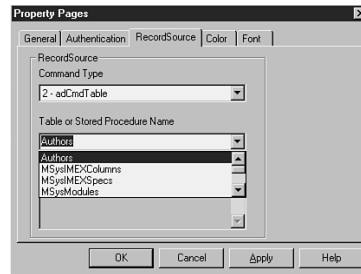 Property Pages
General Authentication RecordSource Color Font
RecordSource
Command Type
2 - adCmdTable
Table or Stored Procedure Name
Authors
Authors
MSysIMEXColumns
MSysIMEXSpecs
MSysModules
OK Cancel Apply Help